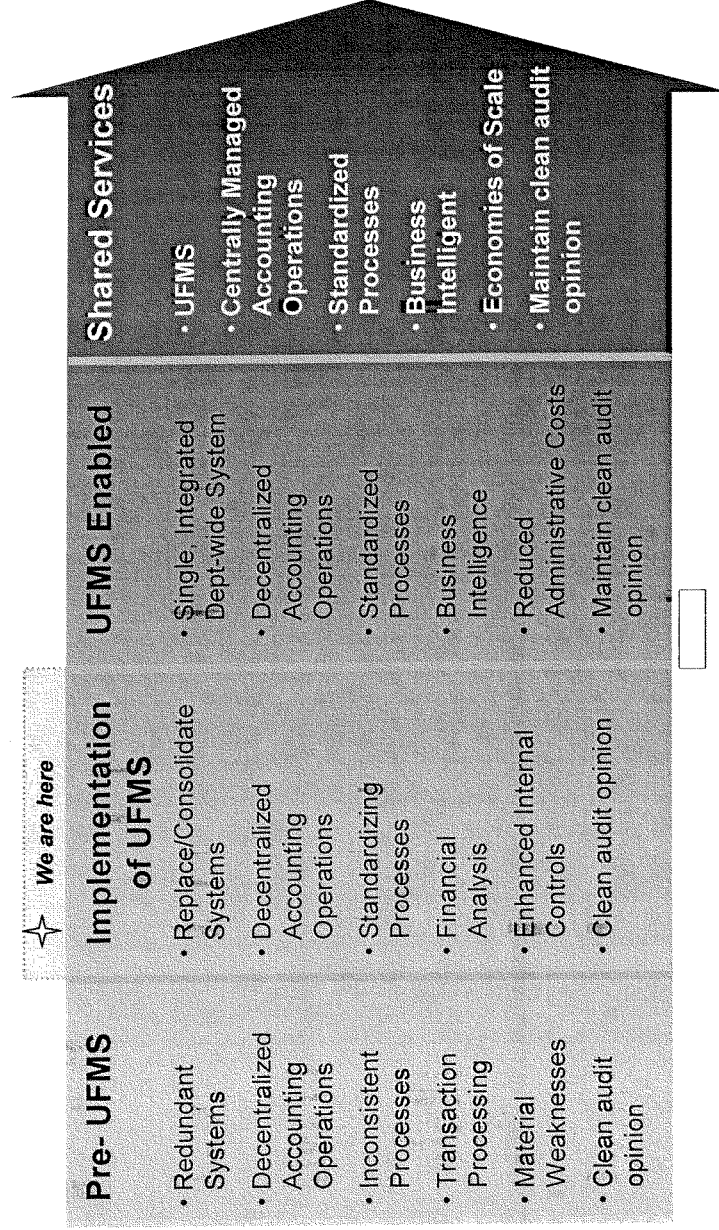 We are here
Pre- UFMS
• Redundant
Systems
• Decentralized
Accounting
Operations
• Inconsistent
Processes
• Transaction
Processing
• Material
Weaknesses
• Clean audit
opinion
Implementation
of UFMS
• Replace/Consolidate
Systems
• Decentralized
Accounting
Operations
• Standardizing
Processes
• Financial
Analysis
• Enhanced Internal
Controls
• Clean audit opinion
UFMS Enabled
• Single, Integrated
Dept-wide System
• Decentralized
Accounting
Operations
• Standardized
Processes
• Business
Intelligence
• Reduced
Administrative Costs
• Maintain clean audit
opinion
Shared Services
• UFMS
• Centrally Managed
Accounting
Operations
• Standardized
Processes
• Business
Intelligent
• Economies of Scale
• Maintain clean audit
opinion